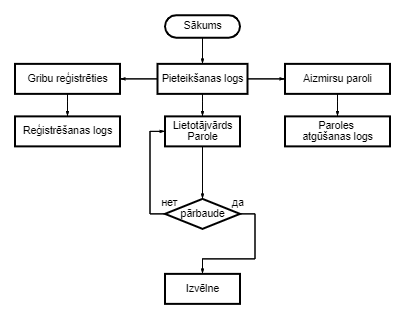 Sākums
Gribu reģistrēties
Pieteikšanas logs
Aizmirsu paroli
Reģistrēšanas logs
Lietotājvārds
Parole
Paroles
atgūšanas logs
нет
да
pārbaude
Izvēlne